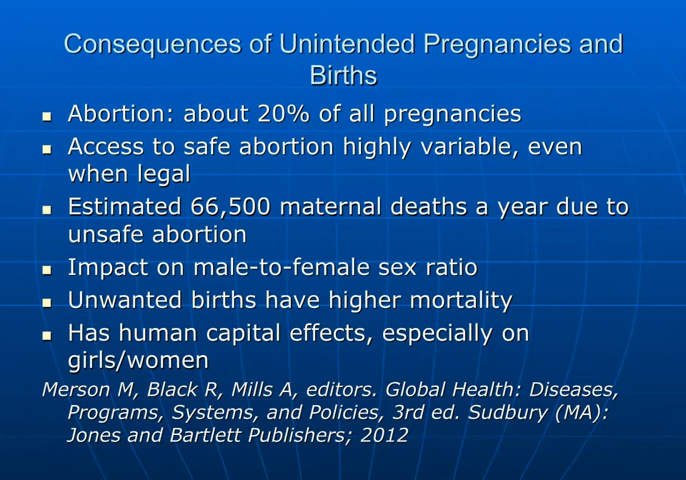 Consequences of Unintended Pregnancies and
Births
Abortion: about 20% of all pregnancies
Access to safe abortion highly variable, even
when legal
Estimated 66,500 maternal deaths a year due to
unsafe abortion
Impact on male-to-female sex ratio
Unwanted births have higher mortality
Has human capital effects, especially on
girls/women
Merson M, Black R, Mills A, editors. Global Health: Diseases,
Programs, Systems, and Policies, 3rd ed. Sudbury (MA):
Jones and Bartlett Publishers; 2012